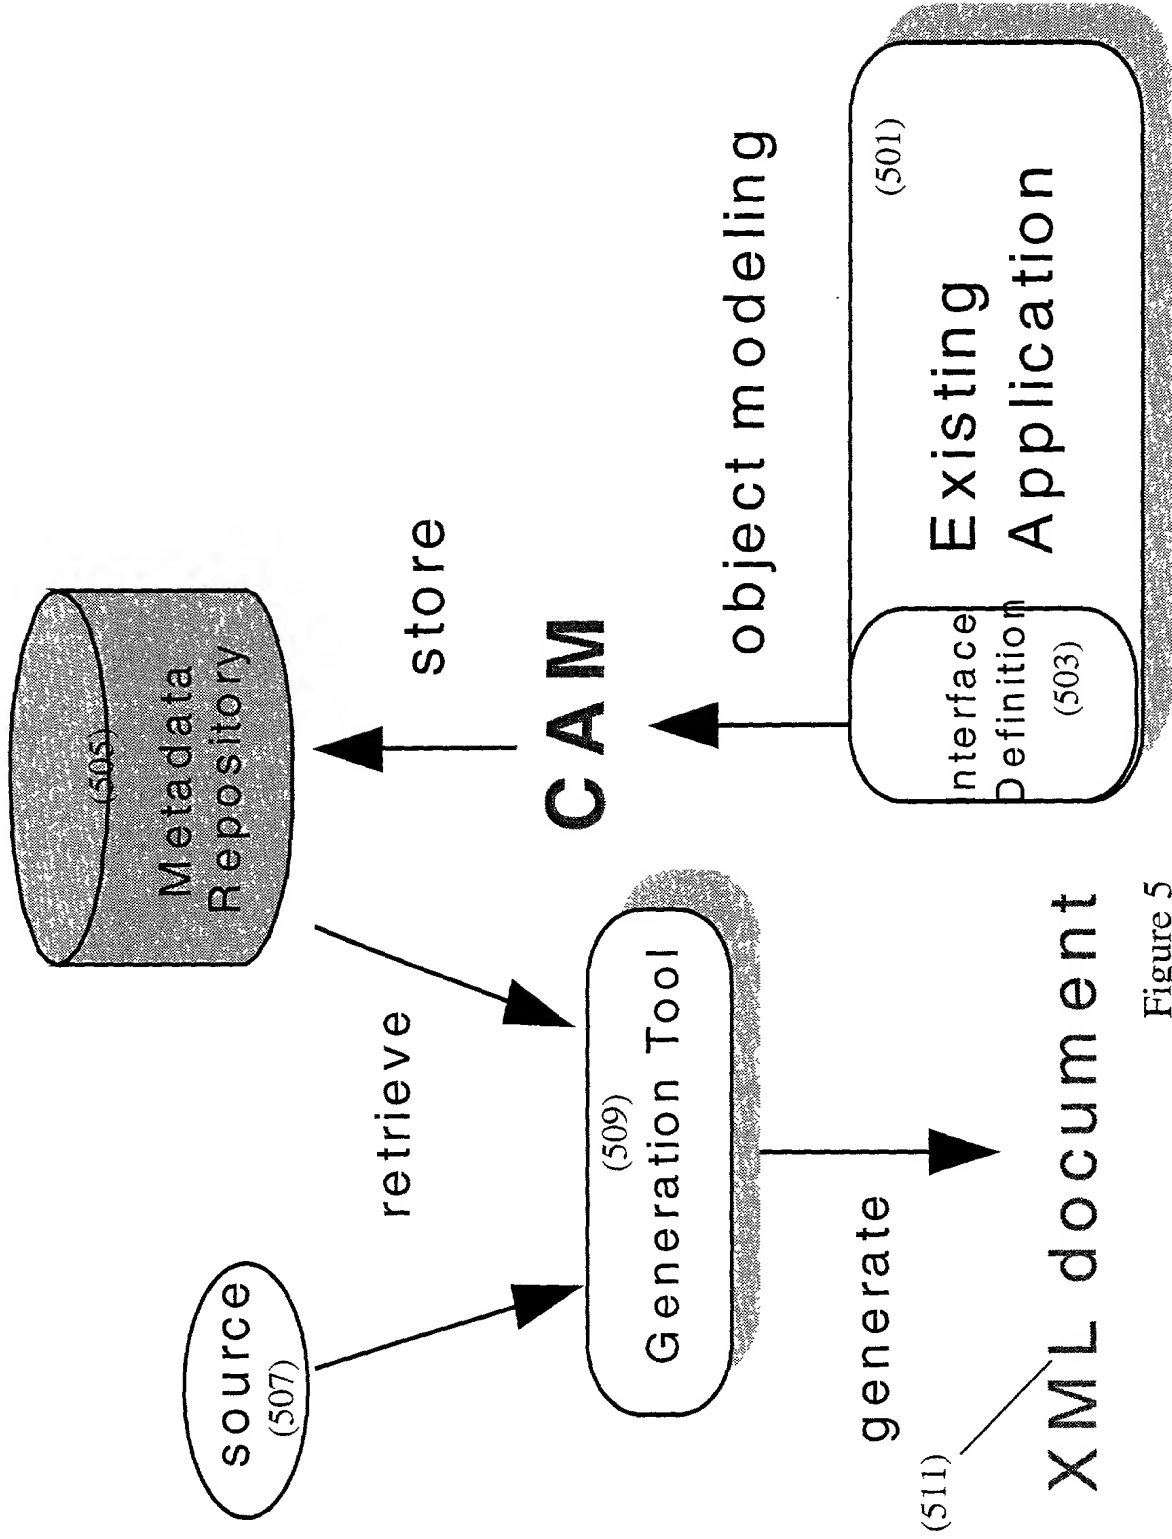 source
(507)
retrieve
(505)
Metadata
Repository
store
(509)
Generation Tool
CAM
object modeling
generate
(511)
XML document
Interface
Definition
(503)
(501)
Existing
Application
Figure 5